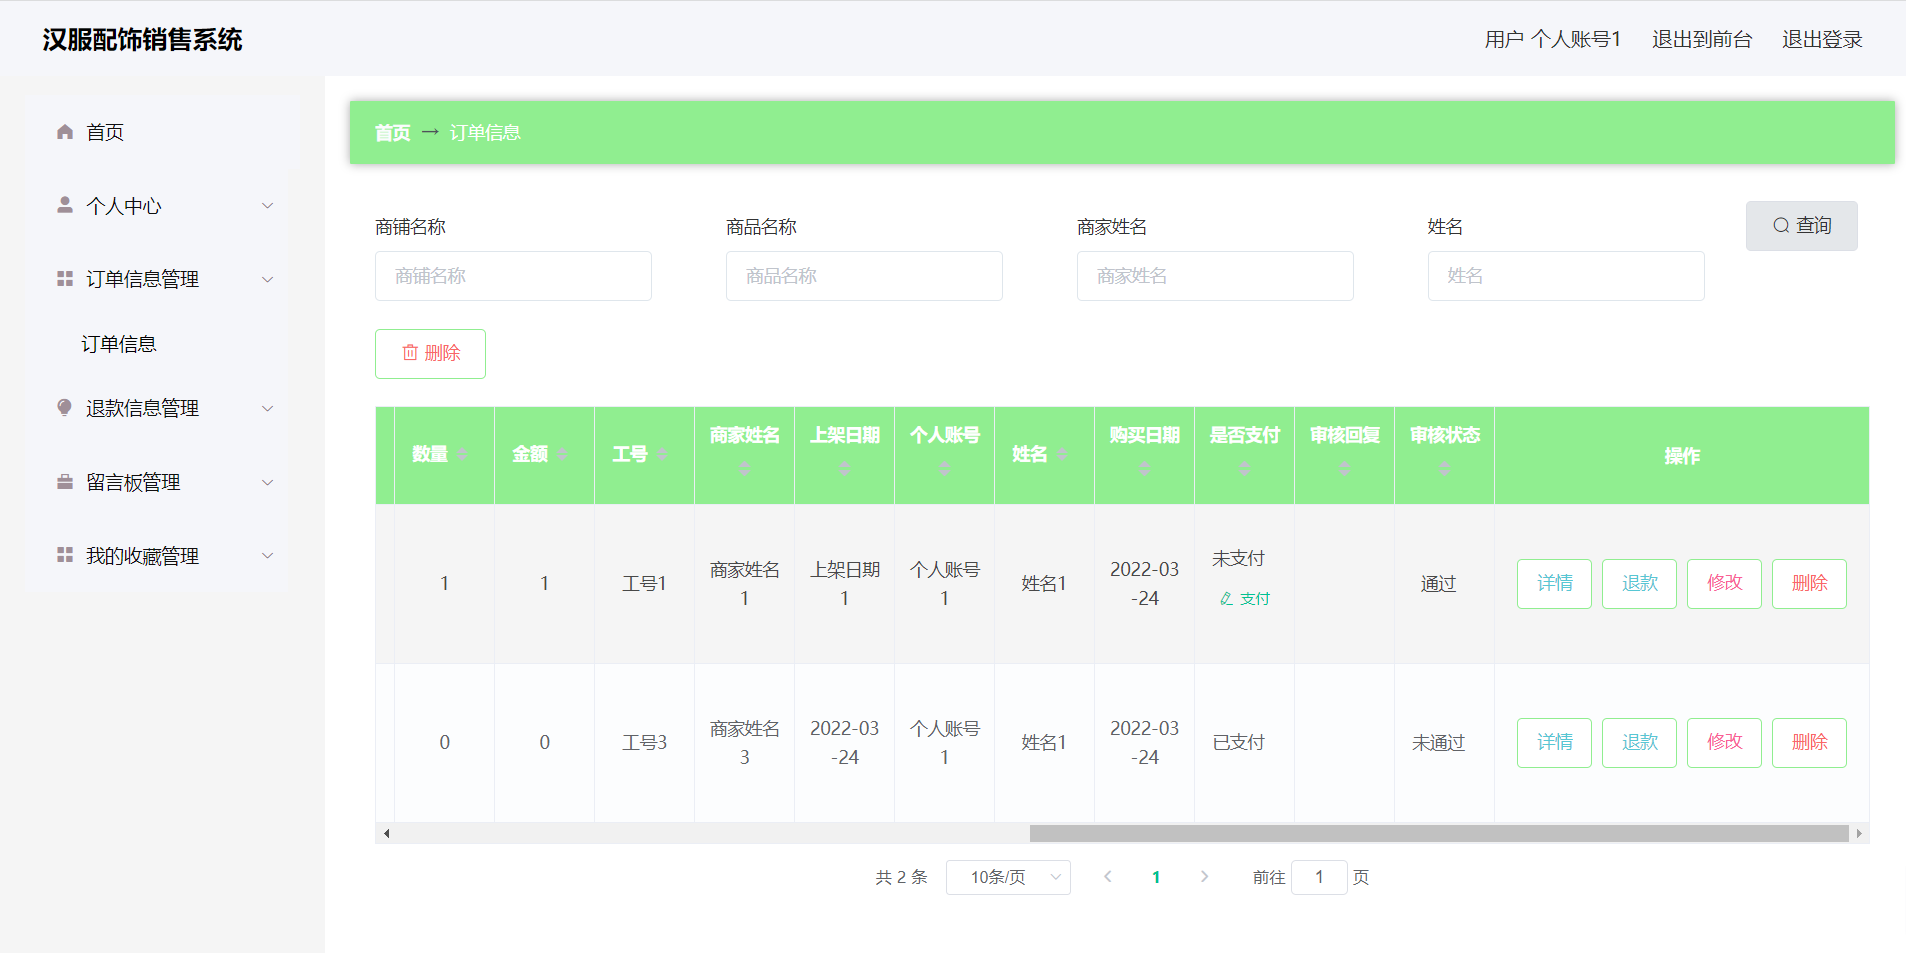 汉服配饰销售系统
用户 个人账号1 退出到前台 退出登录
首页
个人中心
订单信息管理
订单信息
退款信息管理
留言板管理
我的收藏管理
首页 → 订单信息
商铺名称 商品名称 商家姓名 姓名
商铺名称 商品名称 商家姓名 姓名
查询
删除
数量 金额 工号 商家姓名 上架日期 个人账号 姓名 购买日期 是否支付 审核回复 审核状态 操作
1 1 工号1 商家姓名1 上架日期1 个人账号1 姓名1 2022-03-24 未支付 支付 通过 详情 退款 修改 删除
0 0 工号3 商家姓名3 2022-03-24 个人账号1 姓名1 2022-03-24 已支付 未通过 详情 退款 修改 删除
共 2 条 10条/页 1 前往 1 页